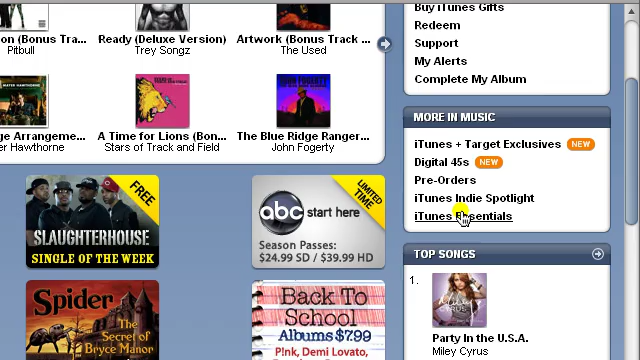 on (Bonus Tra...
Pitbull
Ready (Deluxe Version)
Trey Songz
Artwork (Bonus Track ...
The Used
ge Arrangeme...
er Hawthorne
A Time for Lions (Bon...
Stars of Track and Field
The Blue Ridge Ranger...
John Fogerty
SLAUGHTERHOUSE
SINGLE OF THE WEEK
FREE
abc start here
LIMITED TIME
Season Passes:
$24.99 SD / $39.99 HD
Spider
The
Secret of
Bryce Manor
Back To
School
Albums $7.99
P!nk, Demi Lovato,
Buy iTunes Gifts
Redeem
Support
My Alerts
Complete My Album
MORE IN MUSIC
iTunes + Target Exclusives NEW
Digital 45s NEW
Pre-Orders
iTunes Indie Spotlight
iTunes Essentials
TOP SONGS
1.
MILEY CYRUS
Party In the U.S.A.
Miley Cyrus